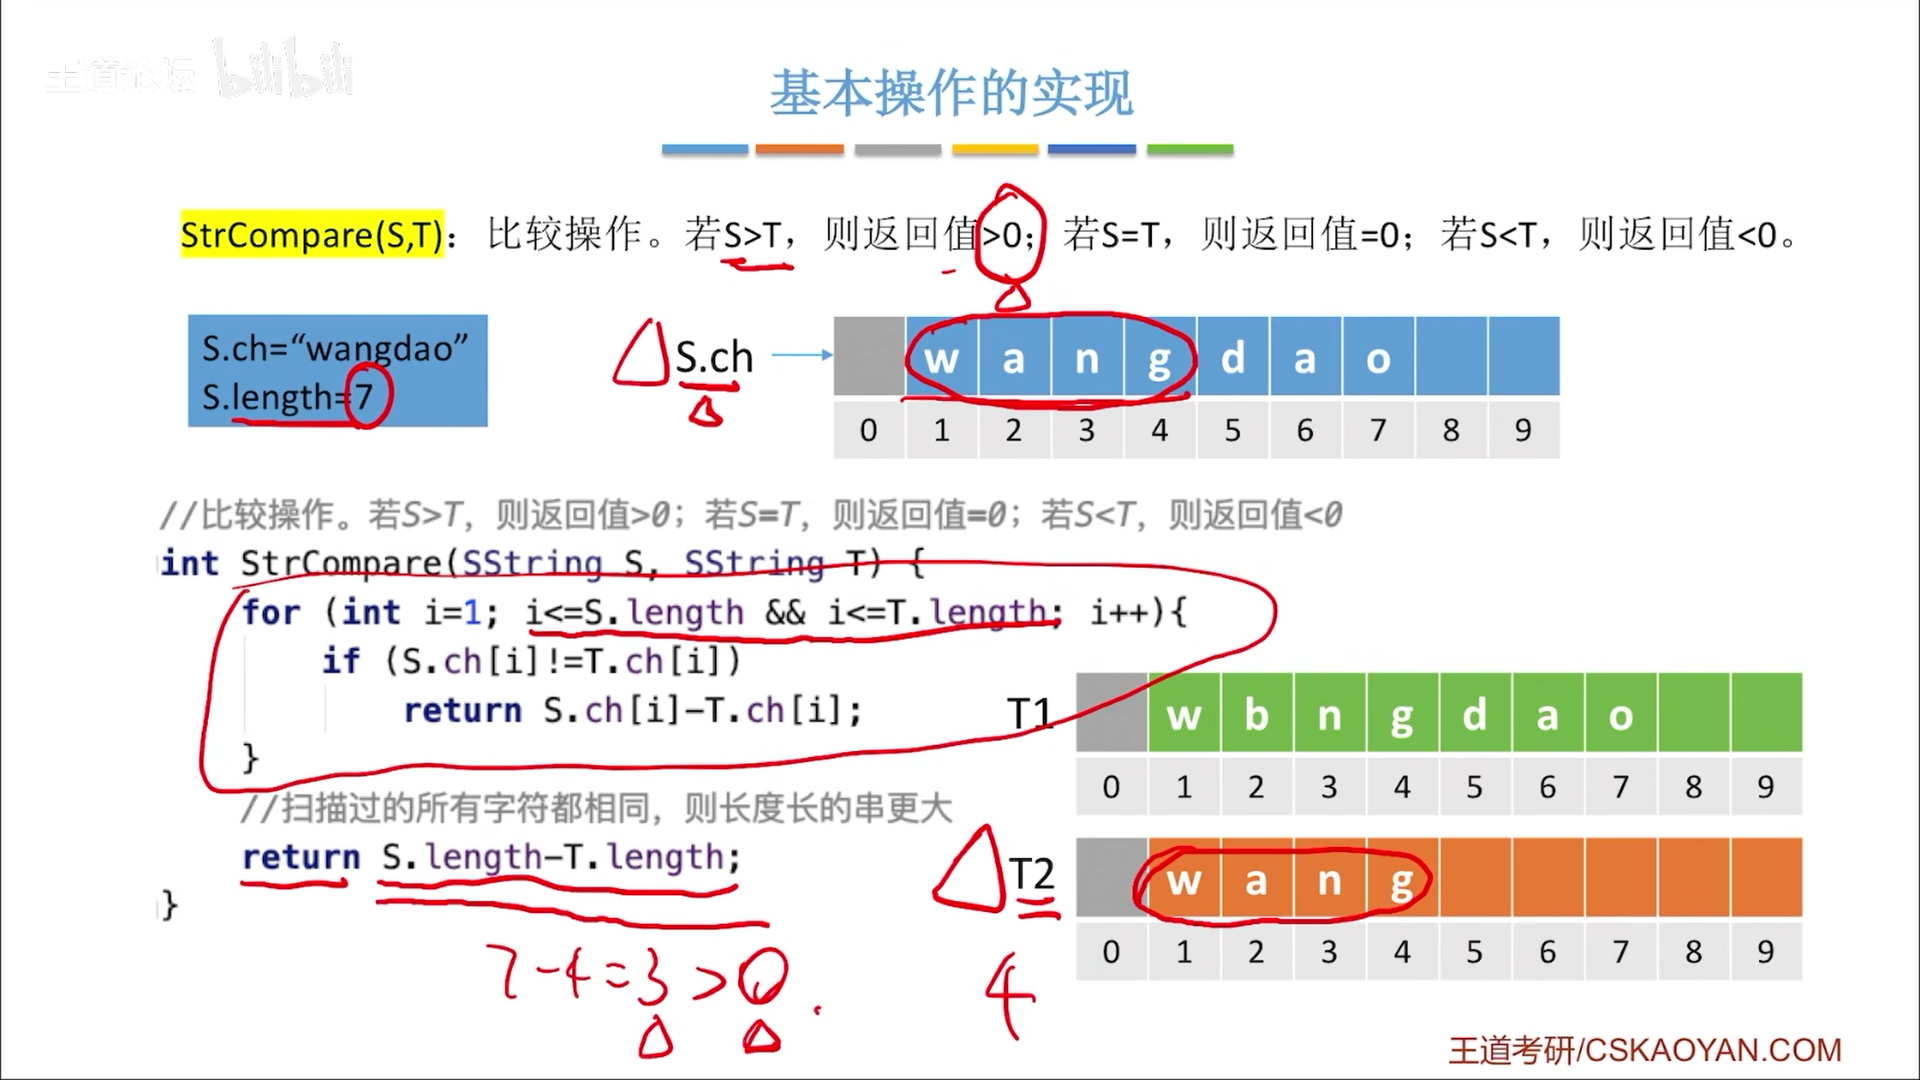 王道论坛 bilibili
基本操作的实现
StrCompare(S,T)：比较操作。若S>T，则返回值>0；若S=T，则返回值=0；若S<T，则返回值<0。
S.ch=“wangdao”
S.length=7
S.ch
w a n g d a o
0 1 2 3 4 5 6 7 8 9
//比较操作。若S>T，则返回值>0；若S=T，则返回值=0；若S<T，则返回值<0
int StrCompare(SString S, SString T) {
for (int i=1; i<=S.length && i<=T.length; i++){
if (S.ch[i]!=T.ch[i])
return S.ch[i]-T.ch[i];
}
//扫描过的所有字符都相同，则长度长的串更大
return S.length-T.length;
}
T1
w b n g d a o
0 1 2 3 4 5 6 7 8 9
T2
w a n g
0 1 2 3 4 5 6 7 8 9
7-4=3>0.
4
王道考研/CSKAOYAN.COM